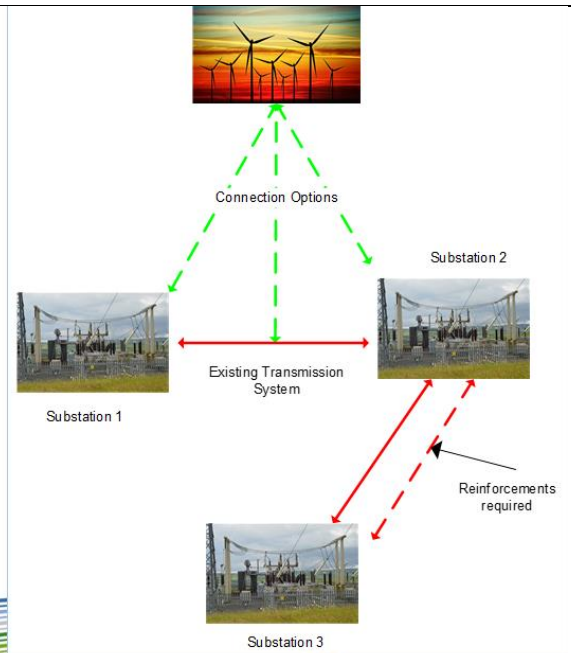 Connection Options
Substation 2
Existing Transmission
System
Substation 1
Reinforcements
required
Substation 3